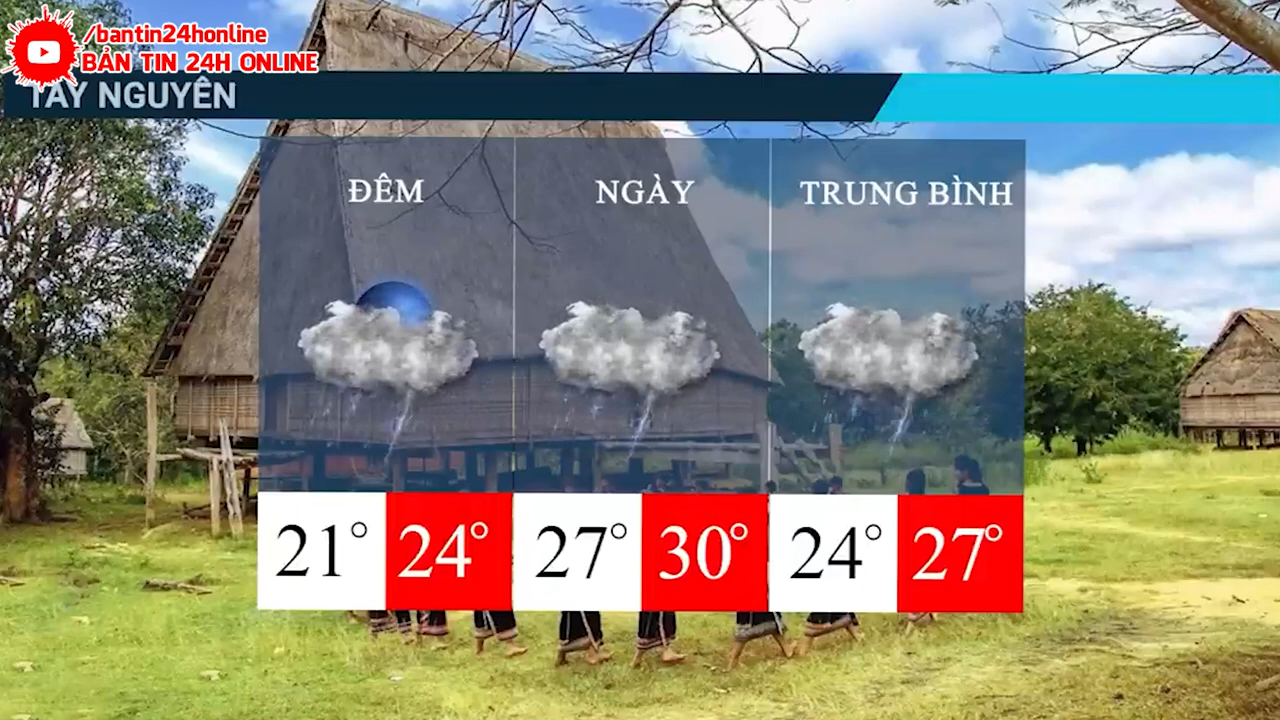 /bantin24honline
BẢN TIN 24H ONLINE
TÂY NGUYÊN
ĐÊM
NGÀY
TRUNG BÌNH
21° 24° 27° 30° 24° 27°